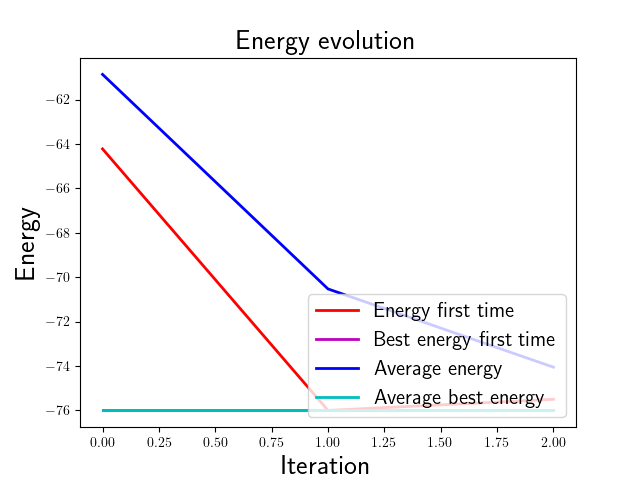 Energy evolution
Energy
−62
−64
−66
−68
−70
−72
−74
−76
Energy first time
Best energy first time
Average energy
Average best energy
0.00 0.25 0.50 0.75 1.00 1.25 1.50 1.75 2.00
Iteration